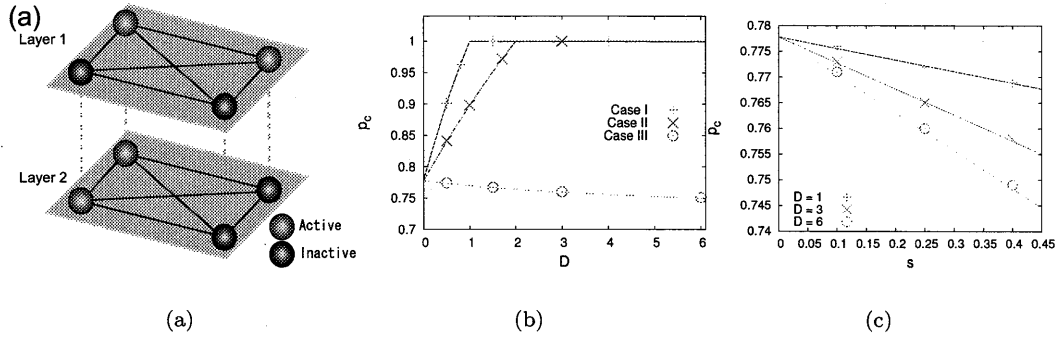 (a)
Layer 1
Layer 2
Active
Inactive
p_c
1
0.95
0.9
0.85
0.8
0.75
0.7
0 1 2 3 4 5 6
D
Case I
Case II
Case III
p_c
0.78
0.775
0.77
0.765
0.76
0.755
0.75
0.745
0.74
0 0.05 0.1 0.15 0.2 0.25 0.3 0.35 0.4 0.45
s
D = 1
D = 3
D = 6
(a) (b) (c)